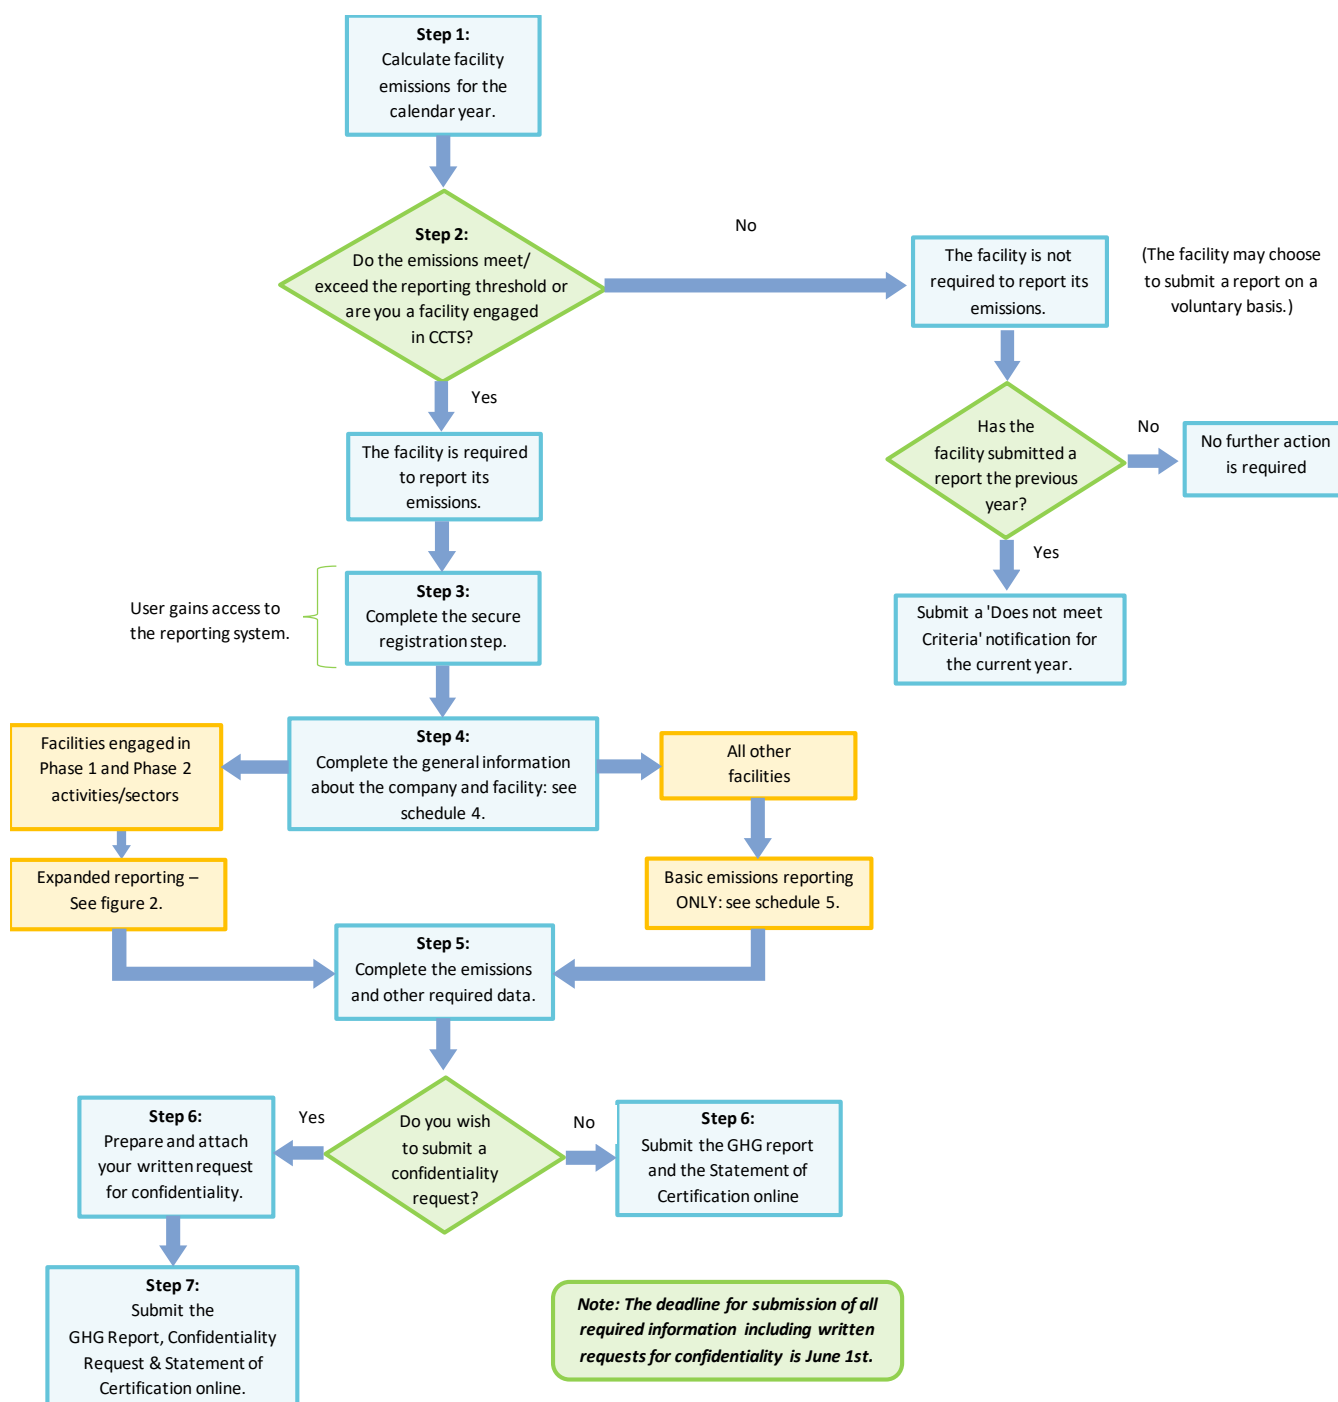 Step 1:
Calculate facility
emissions for the
calendar year.
Step 2:
Do the emissions meet/
exceed the reporting threshold or
are you a facility engaged
in CCTS?
No
The facility is not
required to report its
emissions.
(The facility may choose
to submit a report on a
voluntary basis.)
Yes
The facility is required
to report its
emissions.
Has the
facility submitted a
report the previous
year?
No
No further action
is required
Yes
Submit a 'Does not meet
Criteria' notification for
the current year.
User gains access to
the reporting system.
Step 3:
Complete the secure
registration step.
Step 4:
Complete the general information
about the company and facility: see
schedule 4.
Facilities engaged in
Phase 1 and Phase 2
activities/sectors
All other
facilities
Expanded reporting –
See figure 2.
Basic emissions reporting
ONLY: see schedule 5.
Step 5:
Complete the emissions
and other required data.
Do you wish
to submit a
confidentiality
request?
Yes
Step 6:
Prepare and attach
your written request
for confidentiality.
No
Step 6:
Submit the GHG report
and the Statement of
Certification online
Step 7:
Submit the
GHG Report, Confidentiality
Request & Statement of
Certification online.
Note: The deadline for submission of all
required information including written
requests for confidentiality is June 1st.